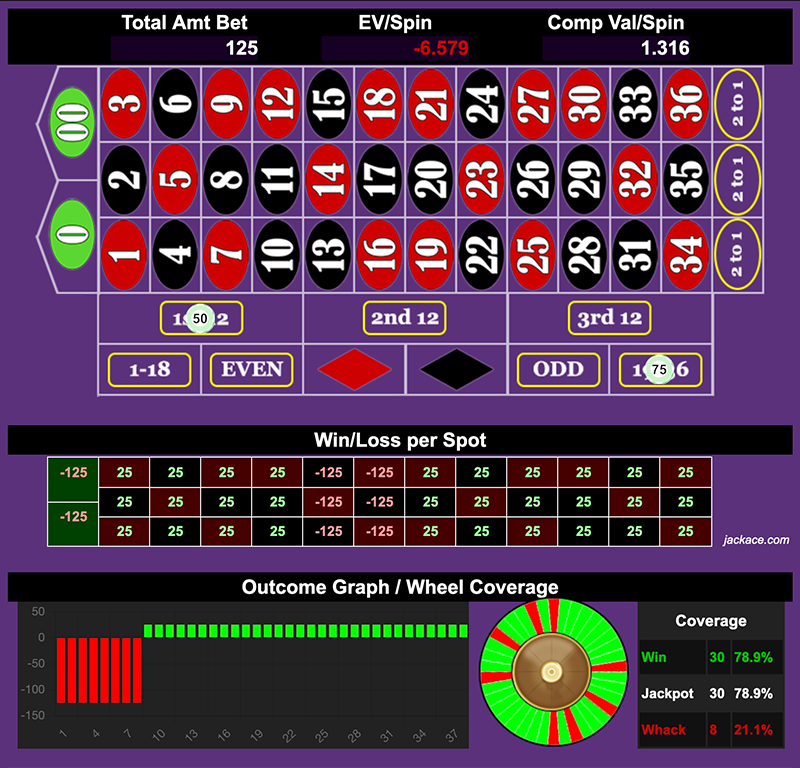 Total Amt Bet EV/Spin Comp Val/Spin
125 -6.579 1.316
00 3 6 9 12 15 18 21 24 27 30 33 36 2 to 1
2 5 8 11 14 17 20 23 26 29 32 35 2 to 1
0 1 4 7 10 13 16 19 22 25 28 31 34 2 to 1
50 2nd 12 3rd 12
1-18 EVEN ODD 75
Win/Loss per Spot
-125 25 25 25 25 -125 -125 25 25 25 25 25 25
25 25 25 25 -125 -125 25 25 25 25 25 25
-125 25 25 25 25 -125 -125 25 25 25 25 25 25
jackace.com
Outcome Graph / Wheel Coverage
50
0
-50
-100
-150
1 4 7 10 13 16 19 22 25 28 31 34 37
Coverage
Win 30 78.9%
Jackpot 30 78.9%
Whack 8 21.1%